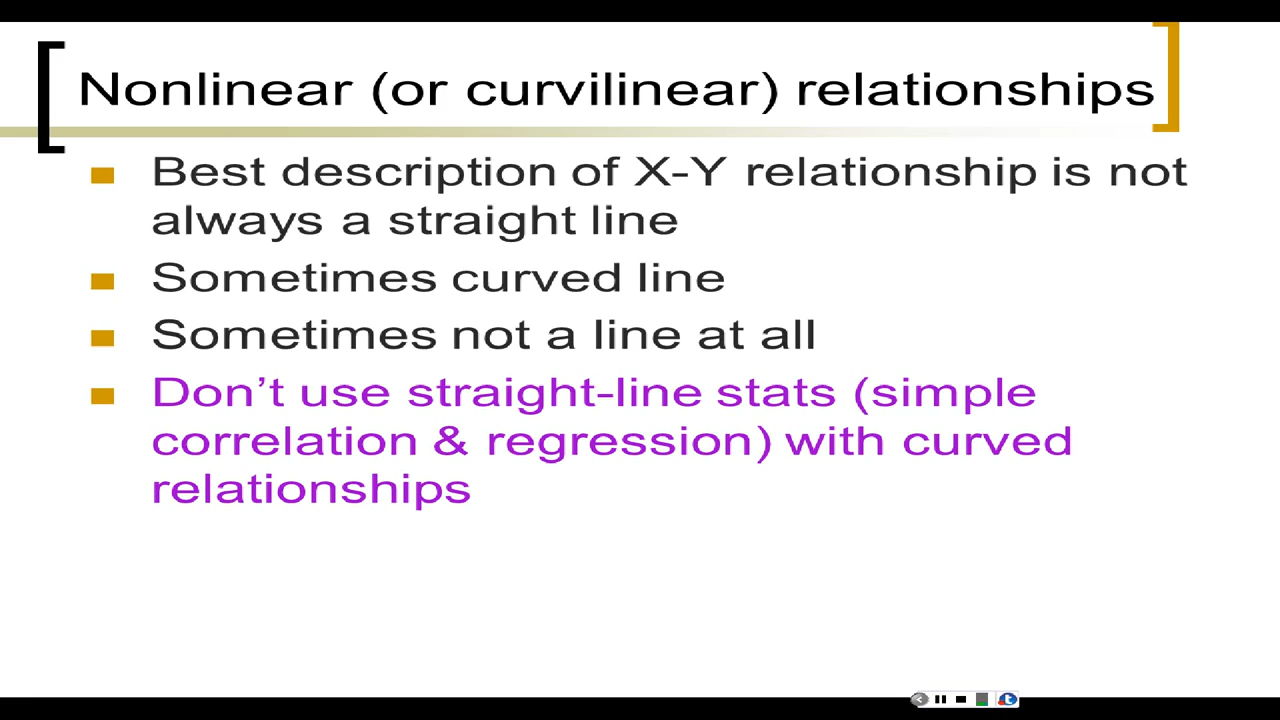 Nonlinear (or curvilinear) relationships
Best description of X-Y relationship is not
always a straight line
Sometimes curved line
Sometimes not a line at all
Don’t use straight-line stats (simple
correlation & regression) with curved
relationships